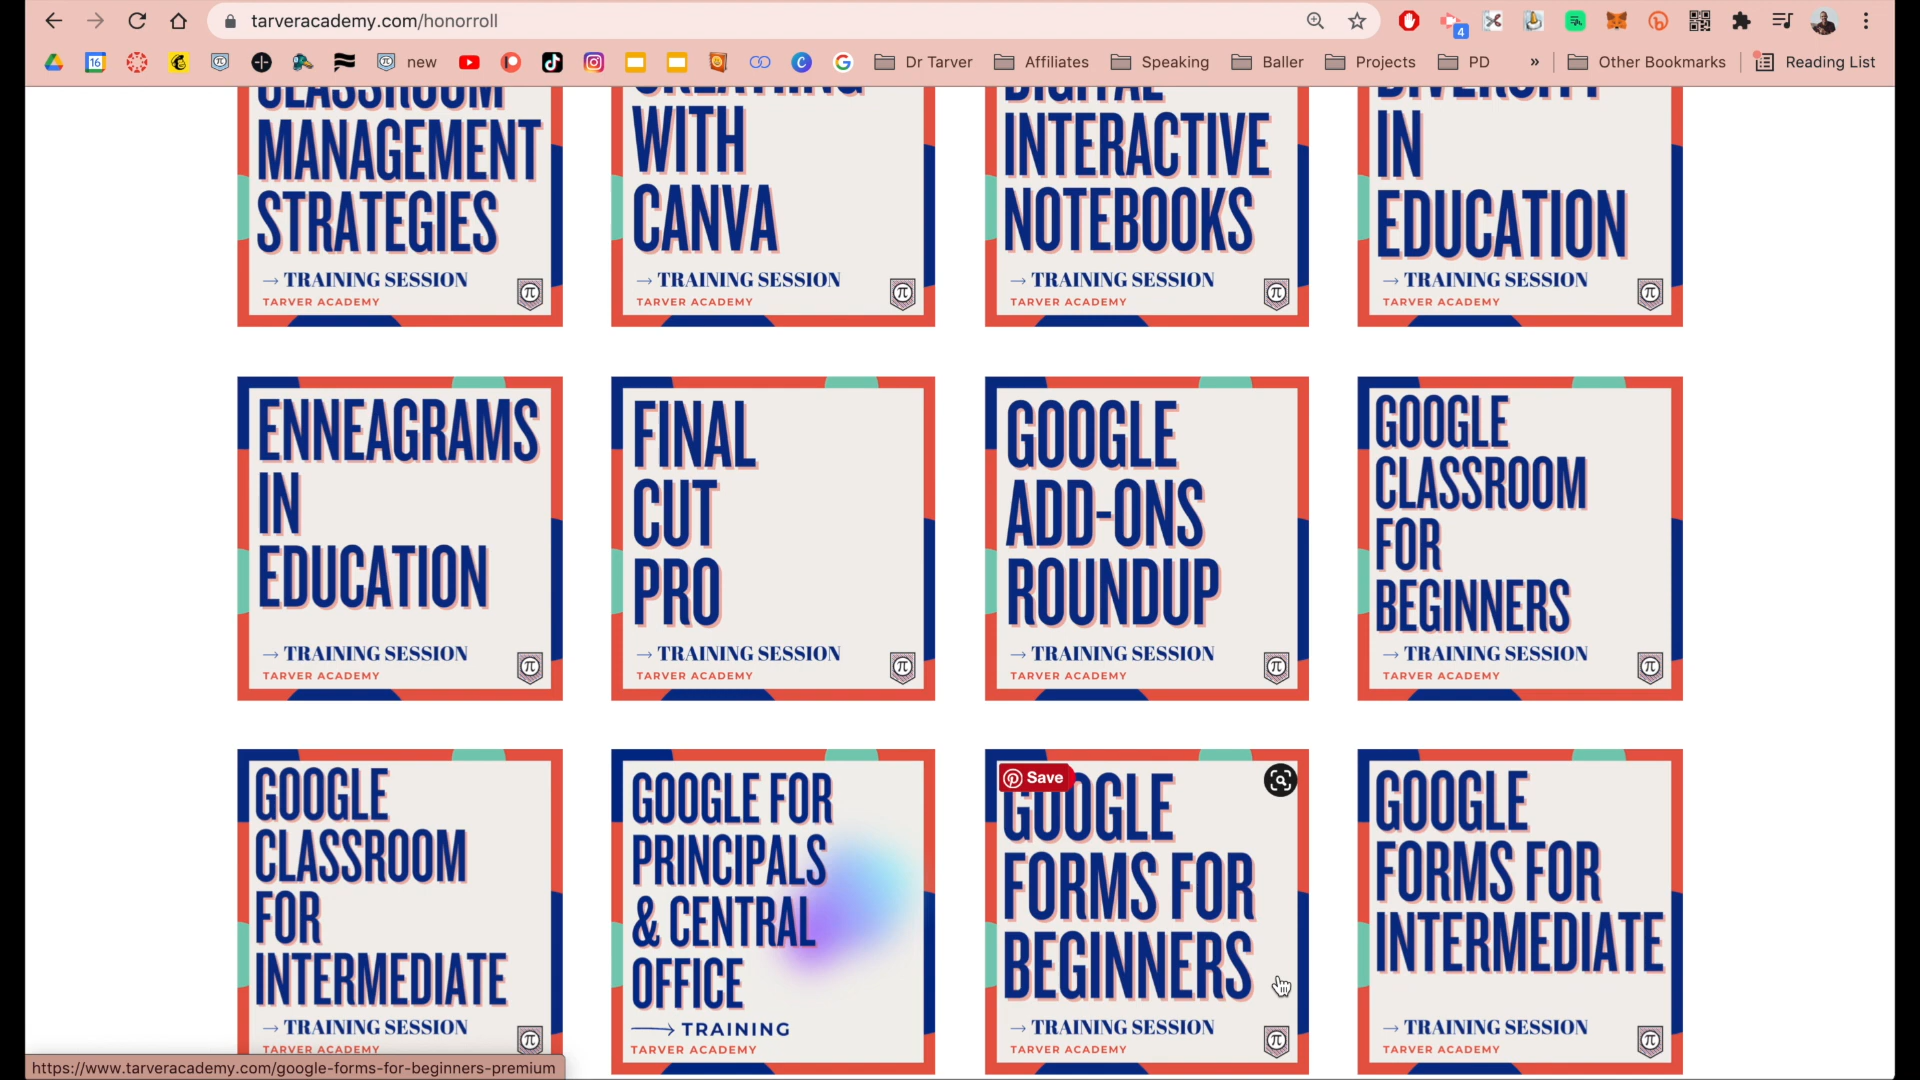 tarveracademy.com/honorroll
4
16
new
Dr Tarver
Affiliates
Speaking
Baller
Projects
PD
»
Other Bookmarks
Reading List
CLASSROOM
MANAGEMENT
STRATEGIES
→ TRAINING SESSION
TARVER ACADEMY
WITH
CANVA
→ TRAINING SESSION
TARVER ACADEMY
DIGITAL
INTERACTIVE
NOTEBOOKS
→ TRAINING SESSION
TARVER ACADEMY
DIVERSITY
IN
EDUCATION
→ TRAINING SESSION
TARVER ACADEMY
ENNEAGRAMS
IN
EDUCATION
→ TRAINING SESSION
TARVER ACADEMY
FINAL
CUT
PRO
→ TRAINING SESSION
TARVER ACADEMY
GOOGLE
ADD-ONS
ROUNDUP
→ TRAINING SESSION
TARVER ACADEMY
GOOGLE
CLASSROOM
FOR
BEGINNERS
→ TRAINING SESSION
TARVER ACADEMY
GOOGLE
CLASSROOM
FOR
INTERMEDIATE
→ TRAINING SESSION
TARVER ACADEMY
GOOGLE FOR
PRINCIPALS
& CENTRAL
OFFICE
→ TRAINING
TARVER ACADEMY
Save
GOOGLE
FORMS FOR
BEGINNERS
→ TRAINING SESSION
TARVER ACADEMY
GOOGLE
FORMS FOR
INTERMEDIATE
→ TRAINING SESSION
TARVER ACADEMY
https://www.tarveracademy.com/google-forms-for-beginners-premium